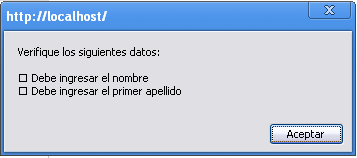 http://localhost/
Verifique los siguientes datos:
□ Debe ingresar el nombre
□ Debe ingresar el primer apellido
Aceptar